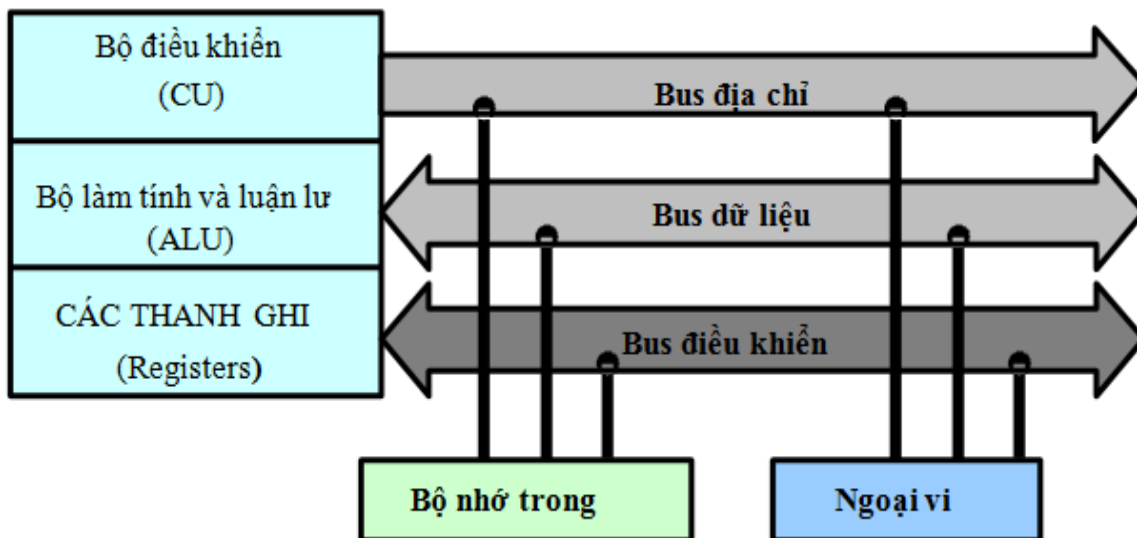 Bộ điều khiển
(CU)
Bus địa chỉ
Bộ làm tính và luận lư
(ALU)
Bus dữ liệu
CÁC THANH GHI
(Registers)
Bus điều khiển
Bộ nhớ trong
Ngoại vi